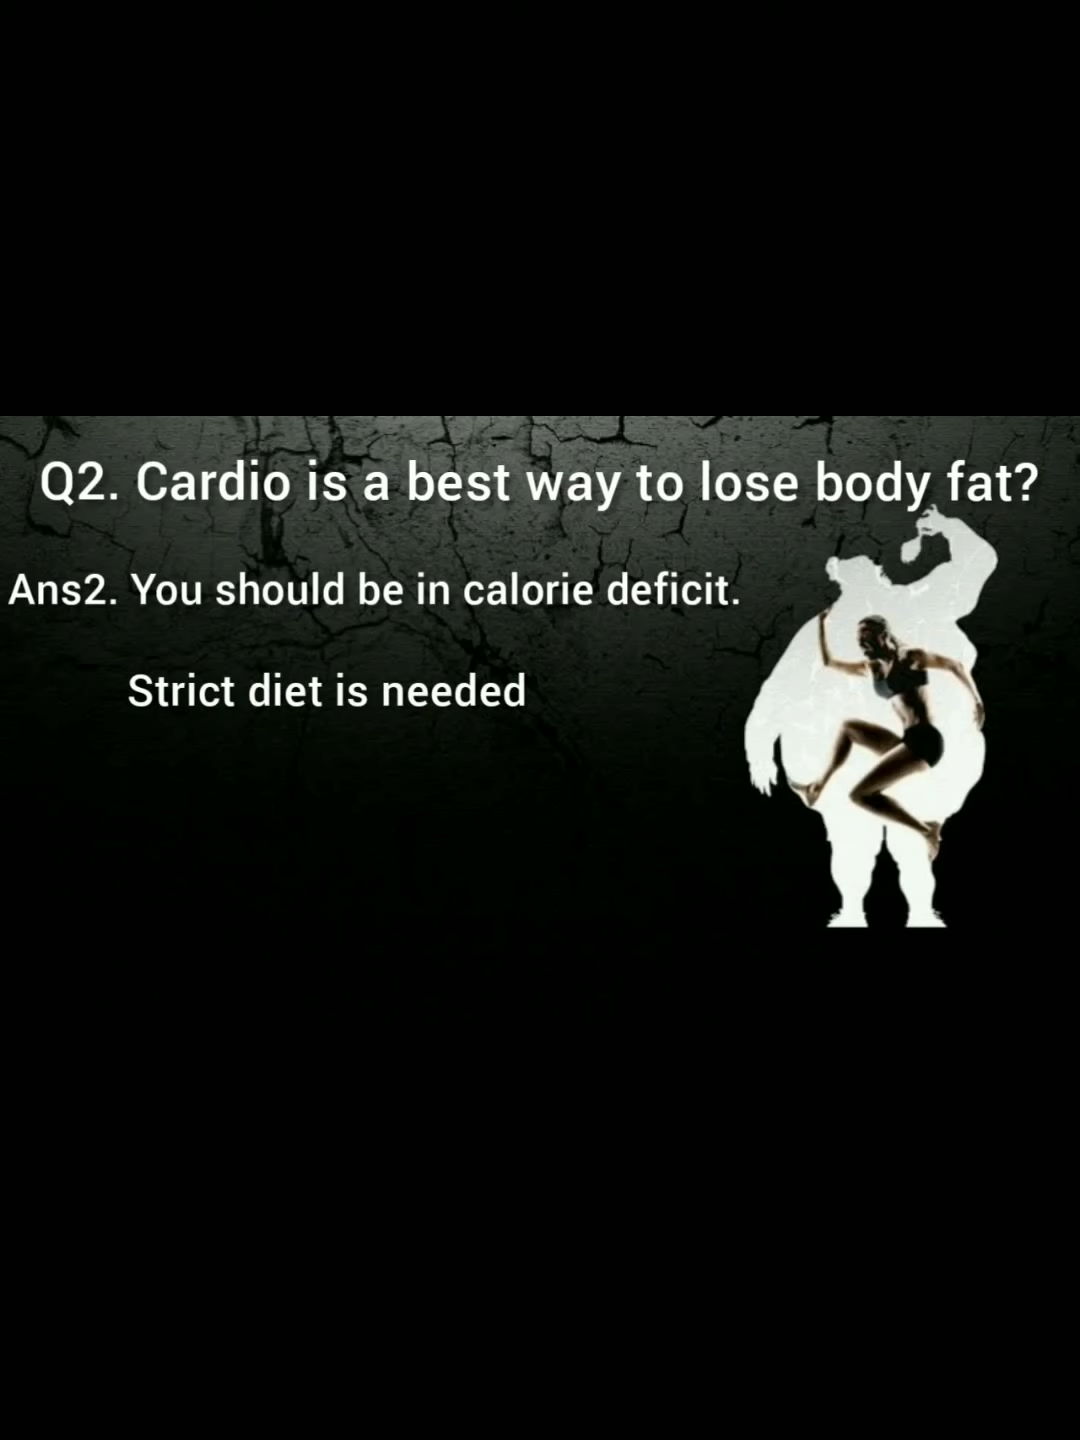 Q2. Cardio is a best way to lose body fat?
Ans2. You should be in calorie deficit.
Strict diet is needed